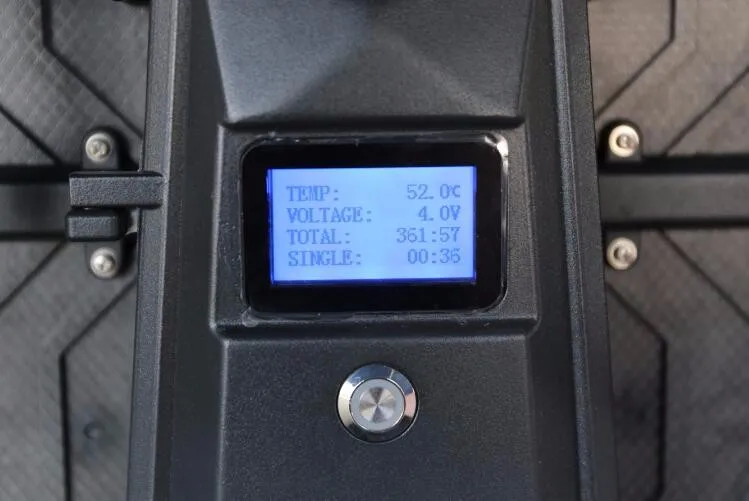 TEMP: 52.0℃
VOLTAGE: 4.0V
TOTAL: 361:57
SINGLE: 00:36